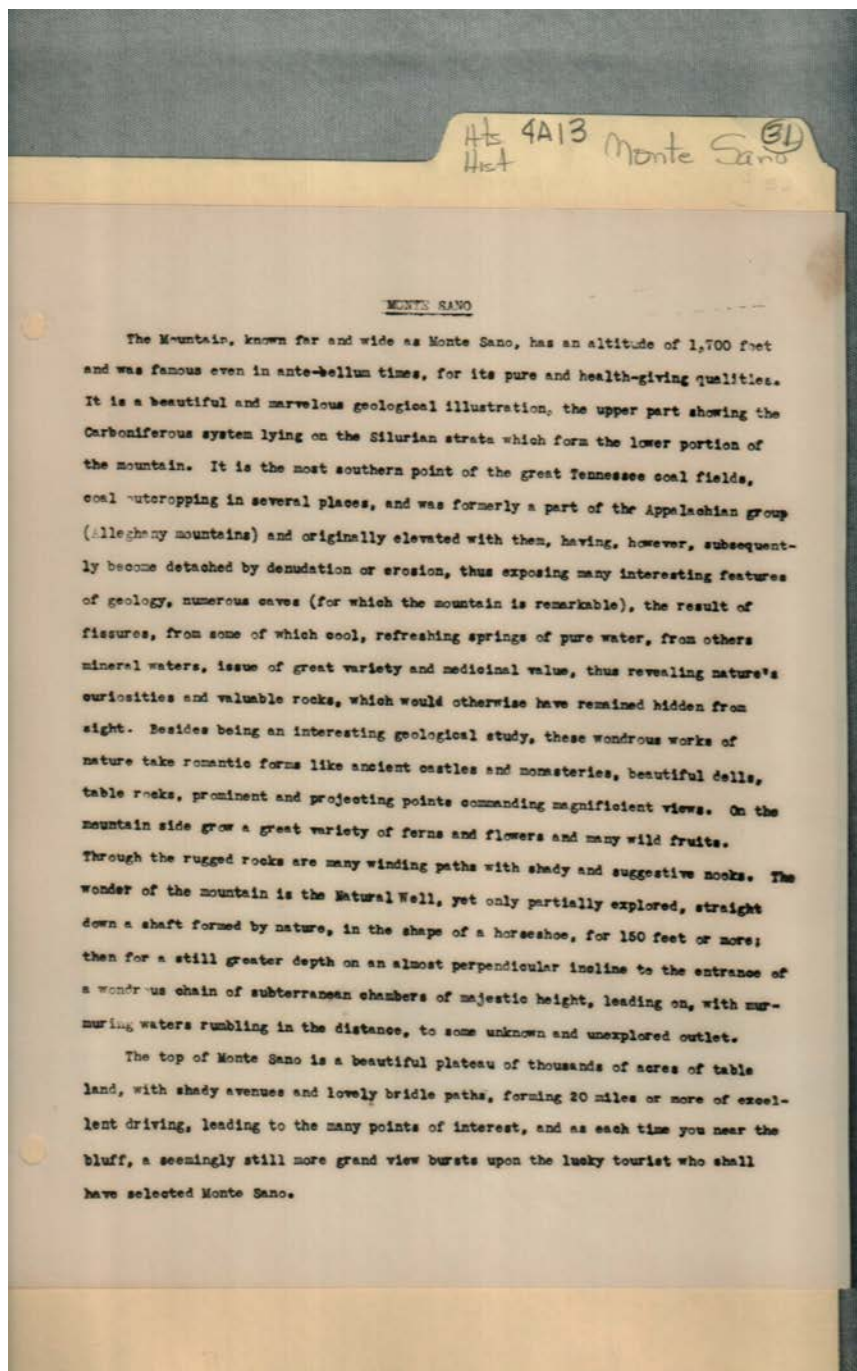 Hts 4A13 Monte Sano 31
Hist
MONTE SANO
The Mountain, known far and wide as Monte Sano, has an altitude of 1,700 feet
and was famous even in ante-bellum times, for its pure and health-giving qualities.
It is a beautiful and marvelous geological illustration, the upper part showing the
Carboniferous system lying on the Silurian strata which form the lower portion of
the mountain. It is the most southern point of the great Tennessee coal fields,
coal outcropping in several places, and was formerly a part of the Appalachian group
(Alleghany mountains) and originally elevated with them, having, however, subsequent-
ly become detached by denudation or erosion, thus exposing many interesting features
of geology, numerous caves (for which the mountain is remarkable), the result of
fissures, from some of which cool, refreshing springs of pure water, from others
mineral waters, issue of great variety and medicinal value, thus revealing nature's
curiosities and valuable rocks, which would otherwise have remained hidden from
sight. Besides being an interesting geological study, these wondrous works of
nature take romantic forms like ancient castles and monasteries, beautiful dells,
table rocks, prominent and projecting points commanding magnificient views. On the
mountain side grow a great variety of ferns and flowers and many wild fruits.
Through the rugged rocks are many winding paths with shady and suggestive nooks. The
wonder of the mountain is the Natural Well, yet only partially explored, straight
down a shaft formed by nature, in the shape of a horseshoe, for 150 feet or more;
then for a still greater depth on an almost perpendicular incline to the entrance of
a wondrous chain of subterranean chambers of majestic height, leading on, with mur-
muring waters rumbling in the distance, to some unknown and unexplored outlet.
The top of Monte Sano is a beautiful plateau of thousands of acres of table
land, with shady avenues and lovely bridle paths, forming 20 miles or more of excel-
lent driving, leading to the many points of interest, and as each time you near the
bluff, a seemingly still more grand view bursts upon the lucky tourist who shall
have selected Monte Sano.